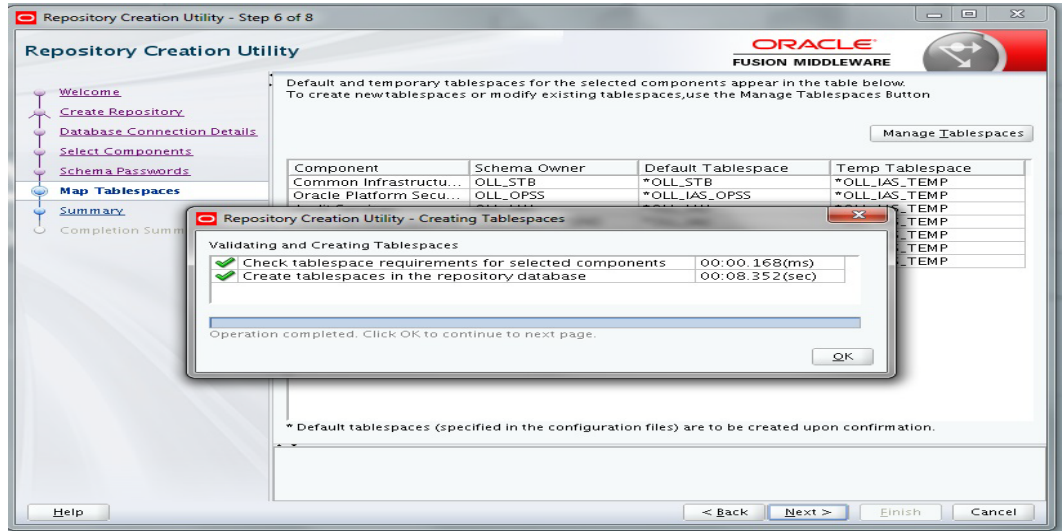 Repository Creation Utility - Step 6 of 8
Repository Creation Utility
ORACLE
FUSION MIDDLEWARE
Welcome
Create Repository
Database Connection Details
Select Components
Schema Passwords
Map Tablespaces
Summary
Completion Summ
Default and temporary tablespaces for the selected components appear in the table below.
To create newtablespaces or modify existing tablespaces,use the Manage Tablespaces Button
Manage Tablespaces
Component Schema Owner Default Tablespace Temp Tablespace
Common Infrastructu... OLL_STB *OLL_STB *OLL_IAS_TEMP
Oracle Platform Secu... OLL_OPSS *OLL_IAS_OPSS *OLL_IAS_TEMP
_TEMP
_TEMP
_TEMP
Repository Creation Utility - Creating Tablespaces
Validating and Creating Tablespaces
Check tablespace requirements for selected components 00:00.168(ms)
Create tablespaces in the repository database 00:08.352(sec)
Operation completed. Click OK to continue to next page.
OK
* Default tablespaces (specified in the configuration files) are to be created upon confirmation.
Help
< Back
Next >
Finish
Cancel